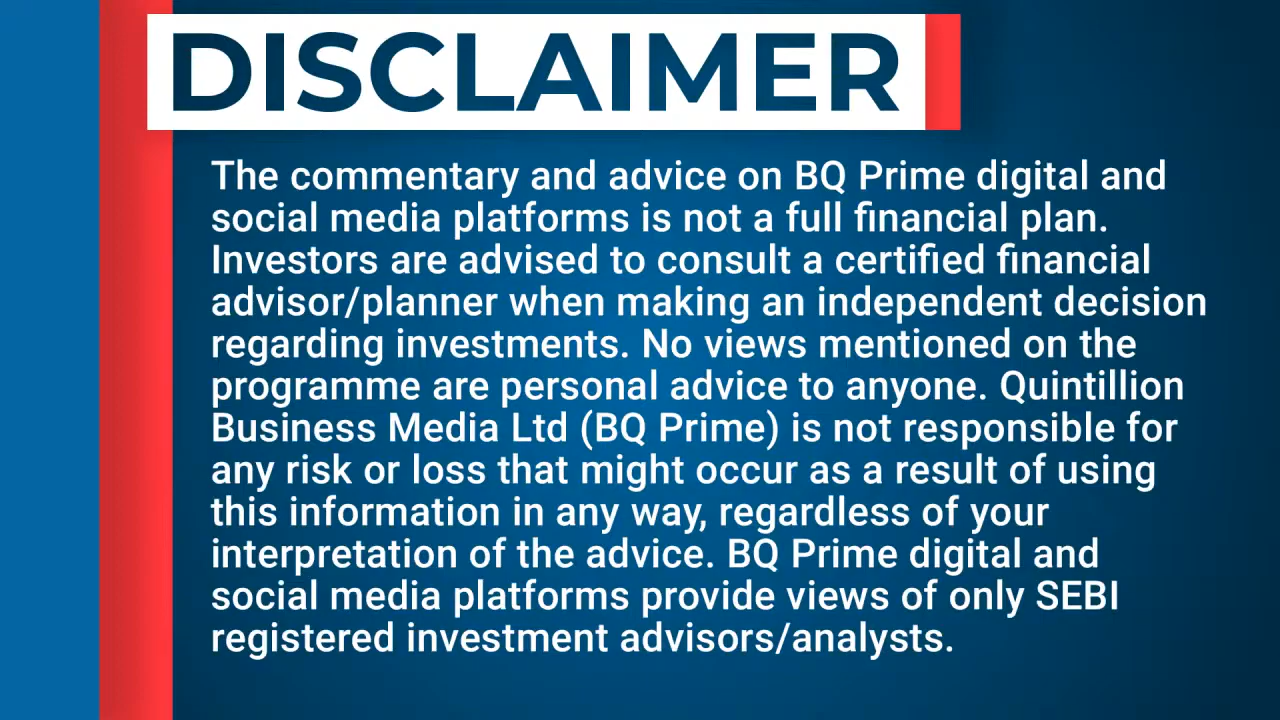 DISCLAIMER
The commentary and advice on BQ Prime digital and
social media platforms is not a full financial plan.
Investors are advised to consult a certified financial
advisor/planner when making an independent decision
regarding investments. No views mentioned on the
programme are personal advice to anyone. Quintillion
Business Media Ltd (BQ Prime) is not responsible for
any risk or loss that might occur as a result of using
this information in any way, regardless of your
interpretation of the advice. BQ Prime digital and
social media platforms provide views of only SEBI
registered investment advisors/analysts.